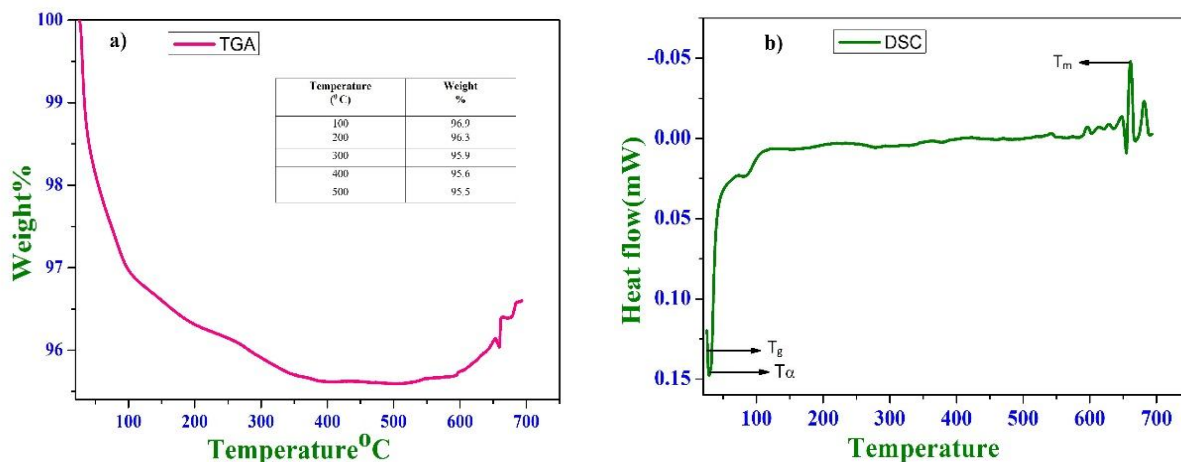 a)
TGA
Temperature Weight
(⁰C) %
100 96.9
200 96.3
300 95.9
400 95.6
500 95.5
100
99
98
97
96
Weight%
100 200 300 400 500 600 700
Temperature⁰C
b)
DSC
Tₘ
-0.05
0.00
0.05
0.10
0.15
Heat flow(mW)
T_g
Tα
100 200 300 400 500 600 700
Temperature